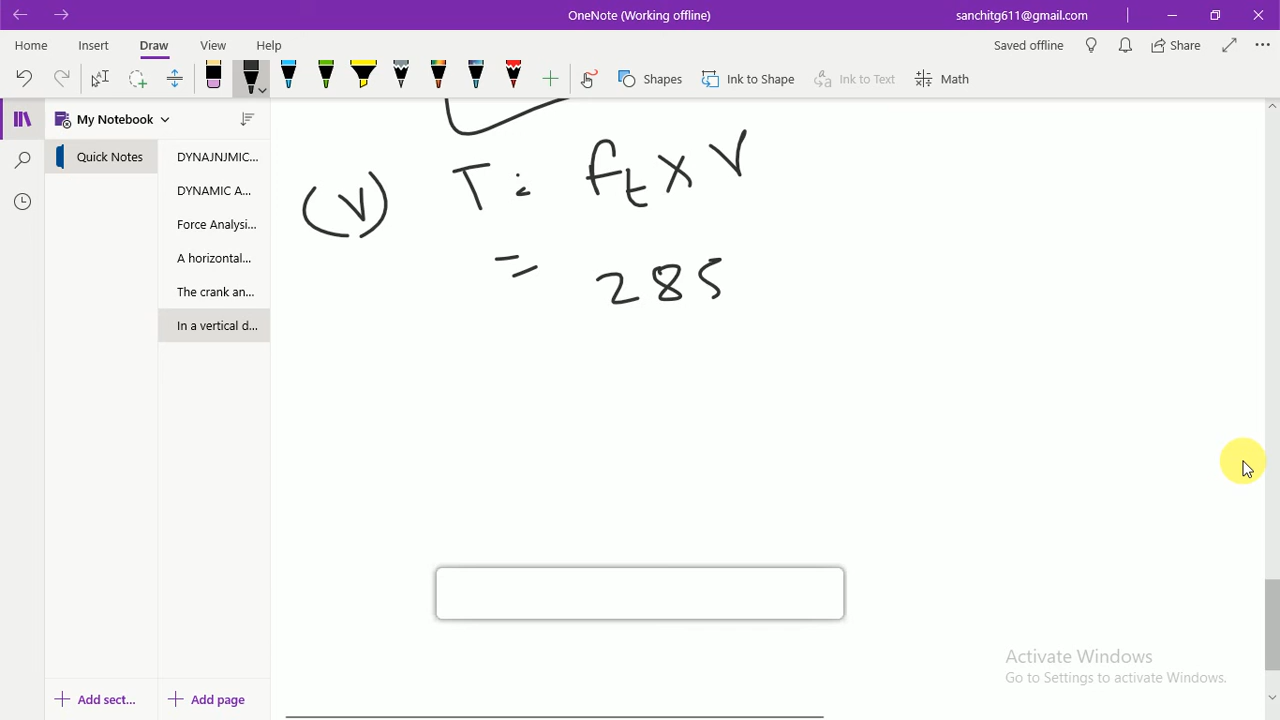 OneNote (Working offline)
sanchitg611@gmail.com
Home Insert Draw View Help
Saved offline
Share
Shapes
Ink to Shape
Ink to Text
Math
My Notebook
Quick Notes
DYNAJNJMIC...
DYNAMIC A...
Force Analysi...
A horizontal...
The crank an...
In a vertical d...
(V) T = Ft x V
= 285
Activate Windows
Go to Settings to activate Windows.
Add sect...
Add page